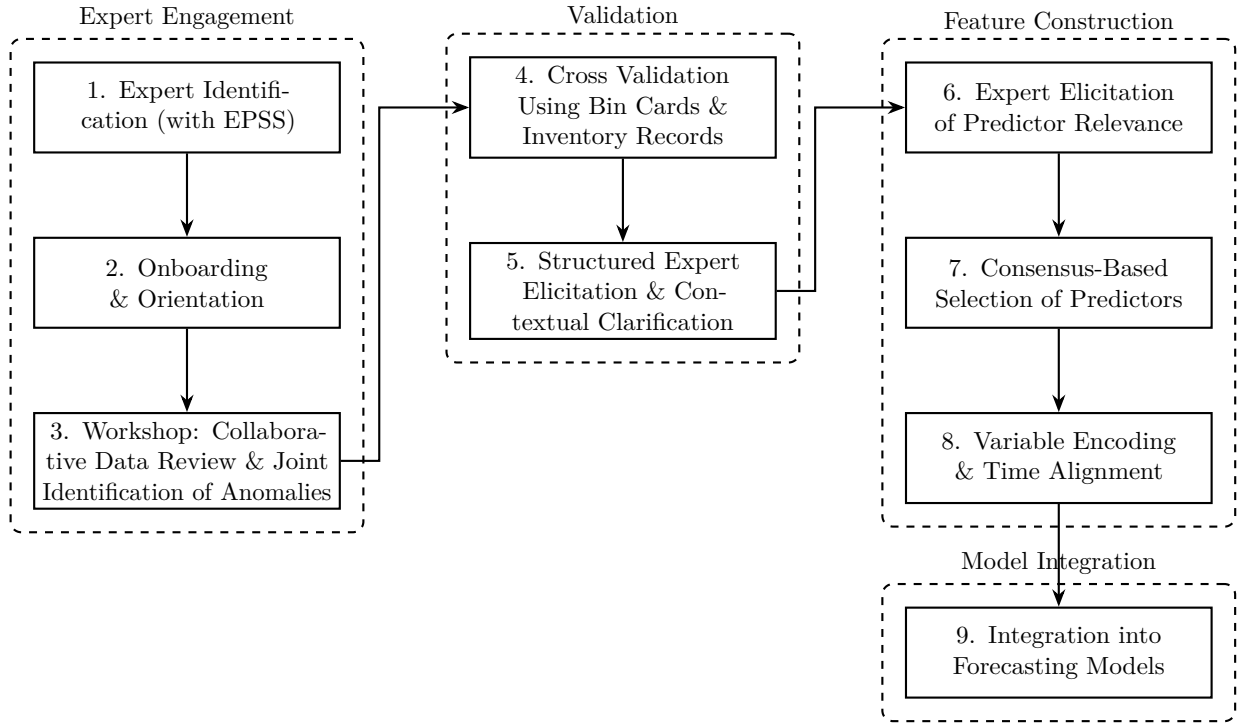 Expert Engagement
1. Expert Identifi-
cation (with EPSS)
2. Onboarding
& Orientation
3. Workshop: Collabora-
tive Data Review & Joint
Identification of Anomalies
Validation
4. Cross Validation
Using Bin Cards &
Inventory Records
5. Structured Expert
Elicitation & Con-
textual Clarification
Feature Construction
6. Expert Elicitation
of Predictor Relevance
7. Consensus-Based
Selection of Predictors
8. Variable Encoding
& Time Alignment
Model Integration
9. Integration into
Forecasting Models